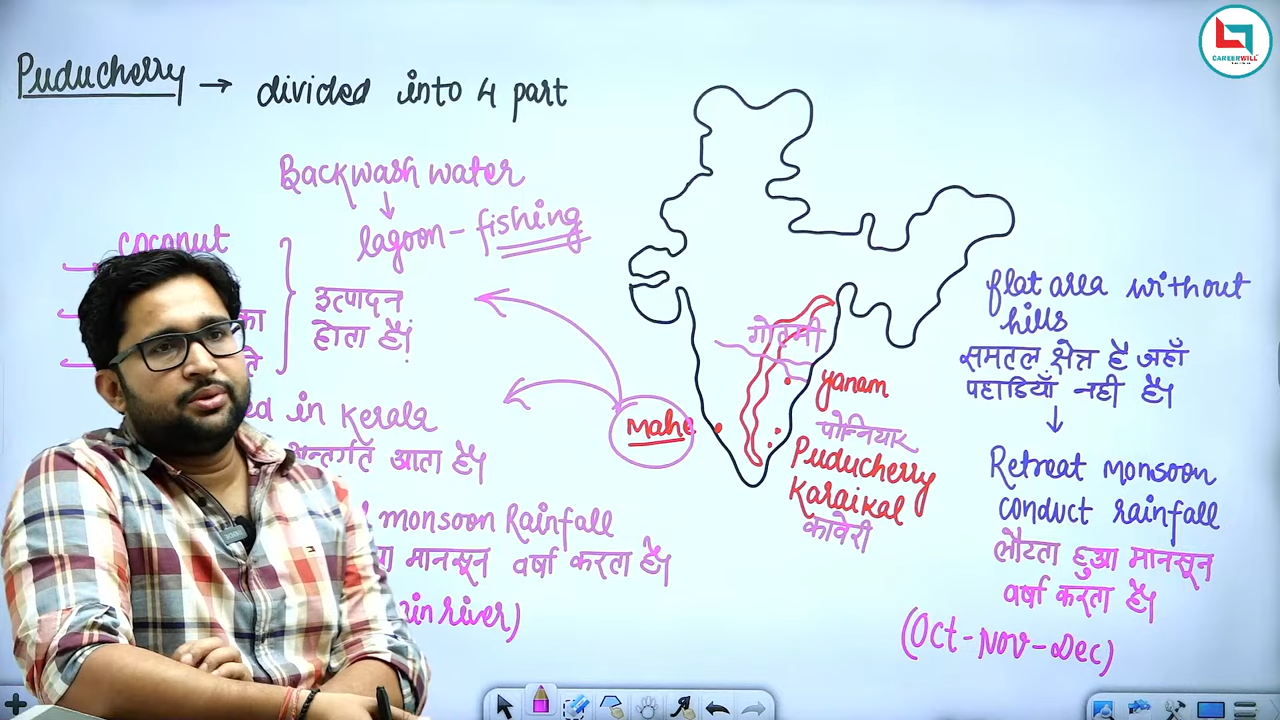 CAREERWILL
Puducherry → divided into 4 part
Backwash water
↓
lagoon - fishing
coconut
का
उत्पादन
होता है।
in Kerala
अन्तर्गत आता है।
monsoon Rainfall
मानसून वर्षा करता है।
river)
Mahe
गोदावरी
yanam
पोन्नियार
Puducherry
Karaikal
कावेरी
flat area without
hills
समतल क्षेत्र है जहाँ
पहाडियाँ नही है।
↓
Retreat monsoon
conduct rainfall
लौटता हुआ मानसून
वर्षा करता है।
(Oct-Nov-Dec)